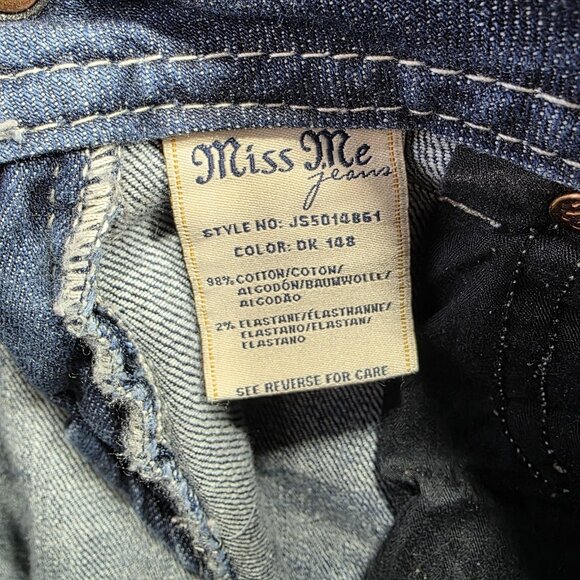 Miss Me
jeans
STYLE NO: JS5014861
COLOR: DK 148
98% COTTON/COTON/
ALGODÓN/BAUMWOLLE/
ALGODAO
2% ELASTANE/ÉLASTHANNE/
ELASTANO/ELASTAN/
ELASTANO
SEE REVERSE FOR CARE